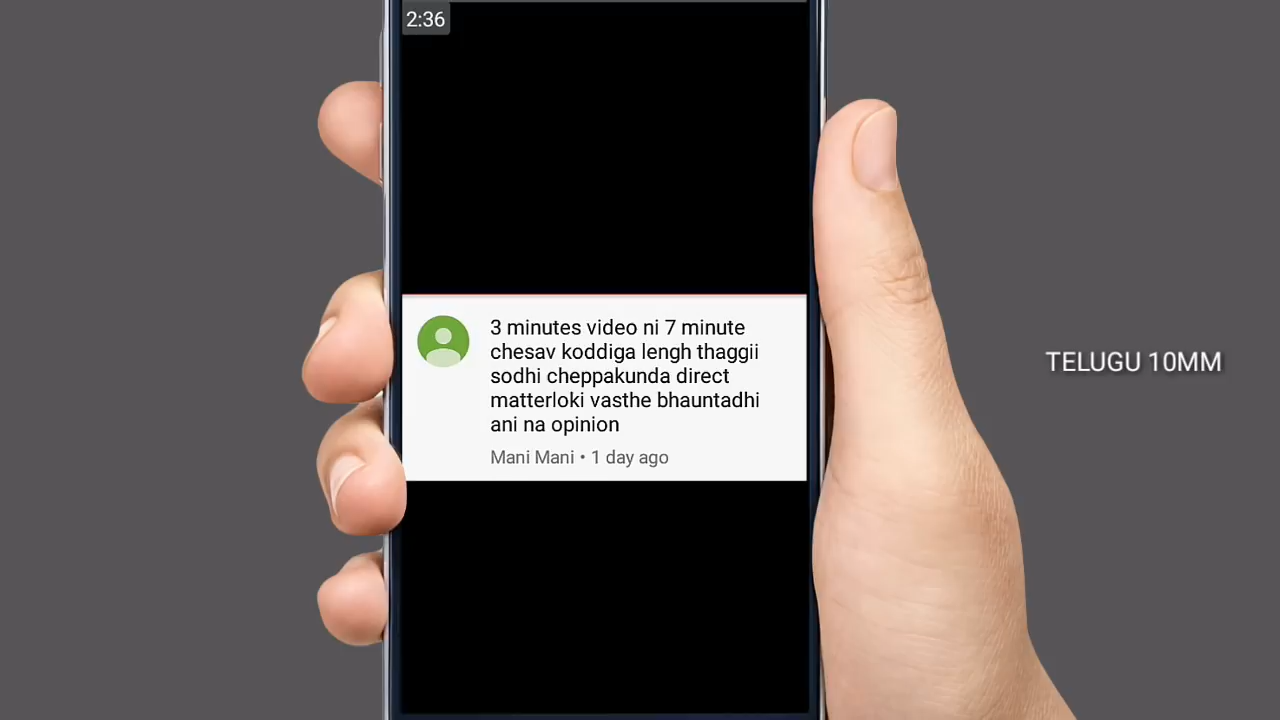 2:36
3 minutes video ni 7 minute
chesav koddiga lengh thaggii
sodhi cheppakunda direct
matterloki vasthe bhauntadhi
ani na opinion
Mani Mani • 1 day ago
TELUGU 10MM